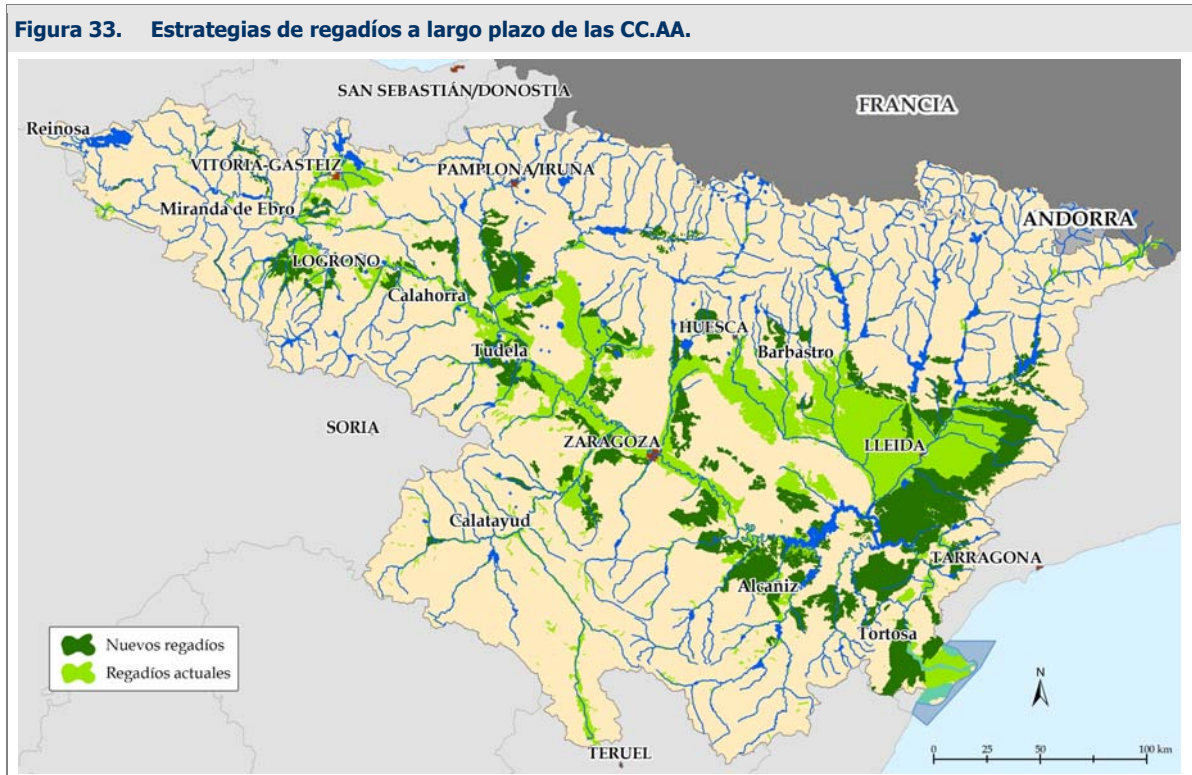 Figura 33. Estrategias de regadíos a largo plazo de las CC.AA.
SAN SEBASTIÁN/DONOSTIA
FRANCIA
Reinosa
VITORIA-GASTEIZ
PAMPLONA/IRUÑA
Miranda de Ebro
ANDORRA
LOGROÑO
Calahorra
HUESCA
Tudela
Barbastro
SORIA
ZARAGOZA
LLEIDA
Calatayud
TARRAGONA
Alcañiz
Tortosa
Nuevos regadíos
Regadíos actuales
N
TERUEL
0 25 50 100 km